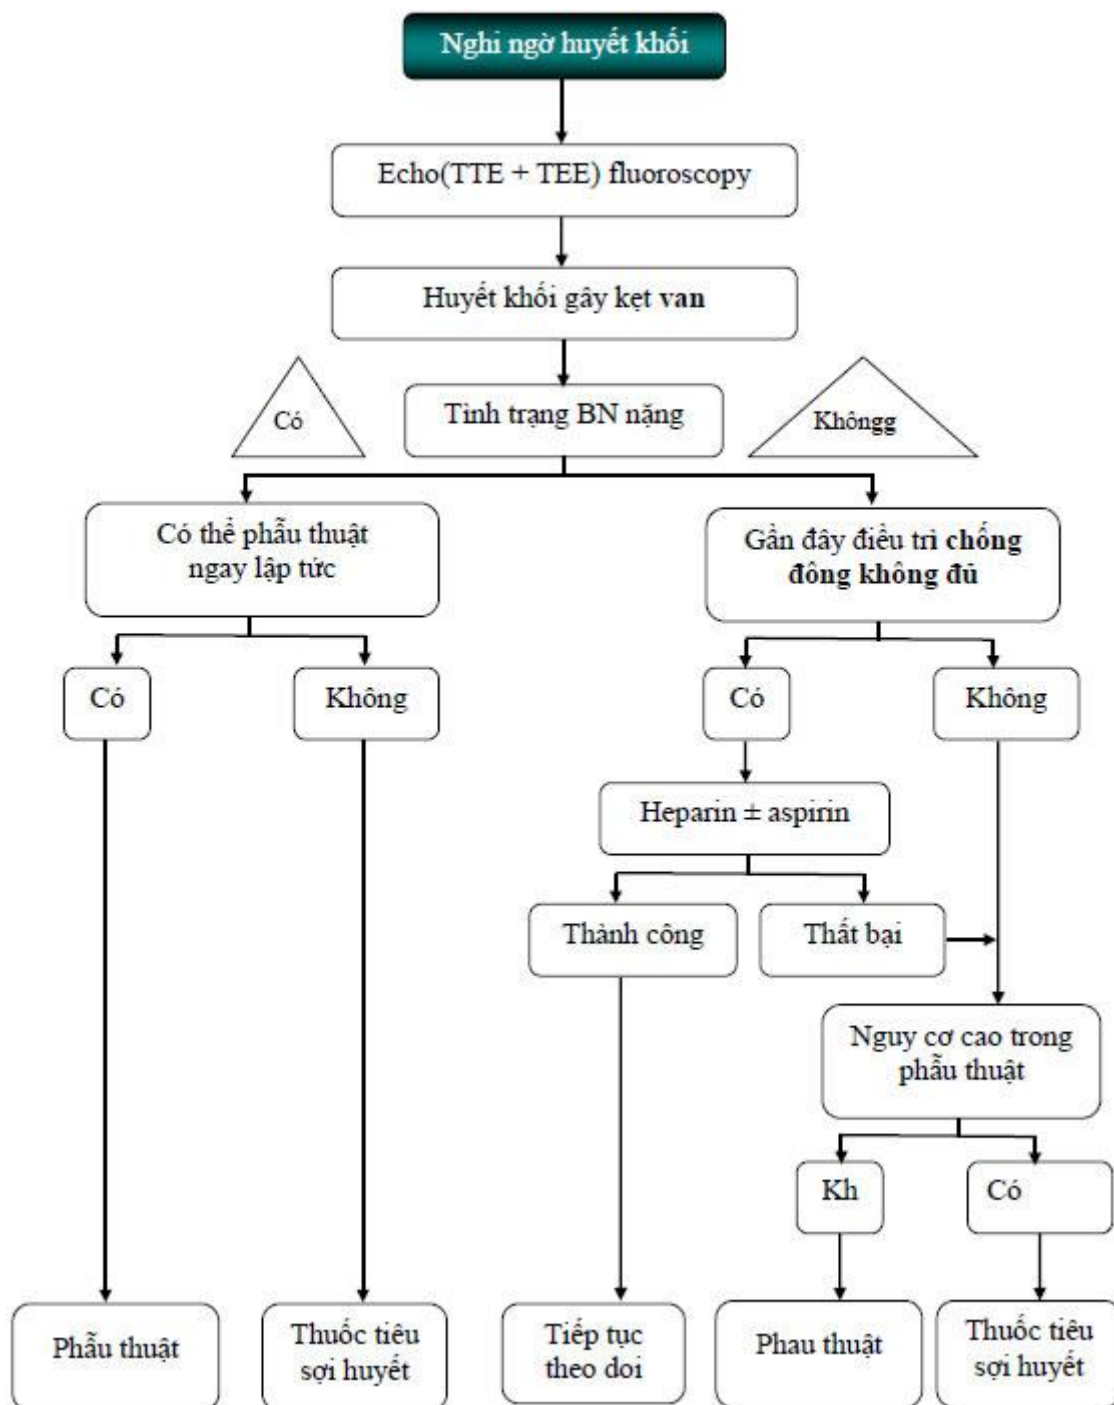 Nghi ngờ huyết khối
Echo(TTE + TEE) fluoroscopy
Huyết khối gây kẹt van
Có
Tình trạng BN nặng
Khôngg
Có thể phẫu thuật
ngay lập tức
Gần đây điều trì chống
đông không đủ
Có
Không
Có
Không
Heparin ± aspirin
Thành công
Thất bại
Nguy cơ cao trong
phẫu thuật
Kh
Có
Phẫu thuật
Thuốc tiêu
sợi huyết
Tiếp tục
theo doi
Phau thuật
Thuốc tiêu
sợi huyết